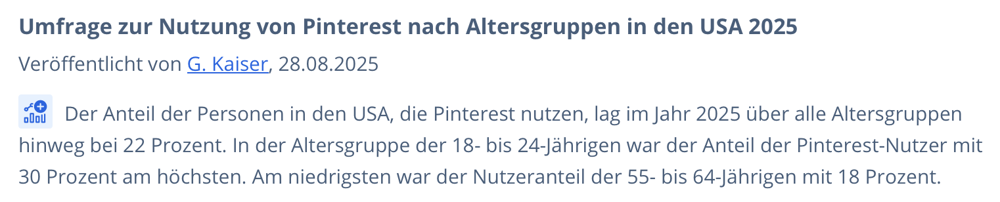 Umfrage zur Nutzung von Pinterest nach Altersgruppen in den USA 2025
Veröffentlicht von G. Kaiser, 28.08.2025
Der Anteil der Personen in den USA, die Pinterest nutzen, lag im Jahr 2025 über alle Altersgruppen
hinweg bei 22 Prozent. In der Altersgruppe der 18- bis 24-Jährigen war der Anteil der Pinterest-Nutzer mit
30 Prozent am höchsten. Am niedrigsten war der Nutzeranteil der 55- bis 64-Jährigen mit 18 Prozent.